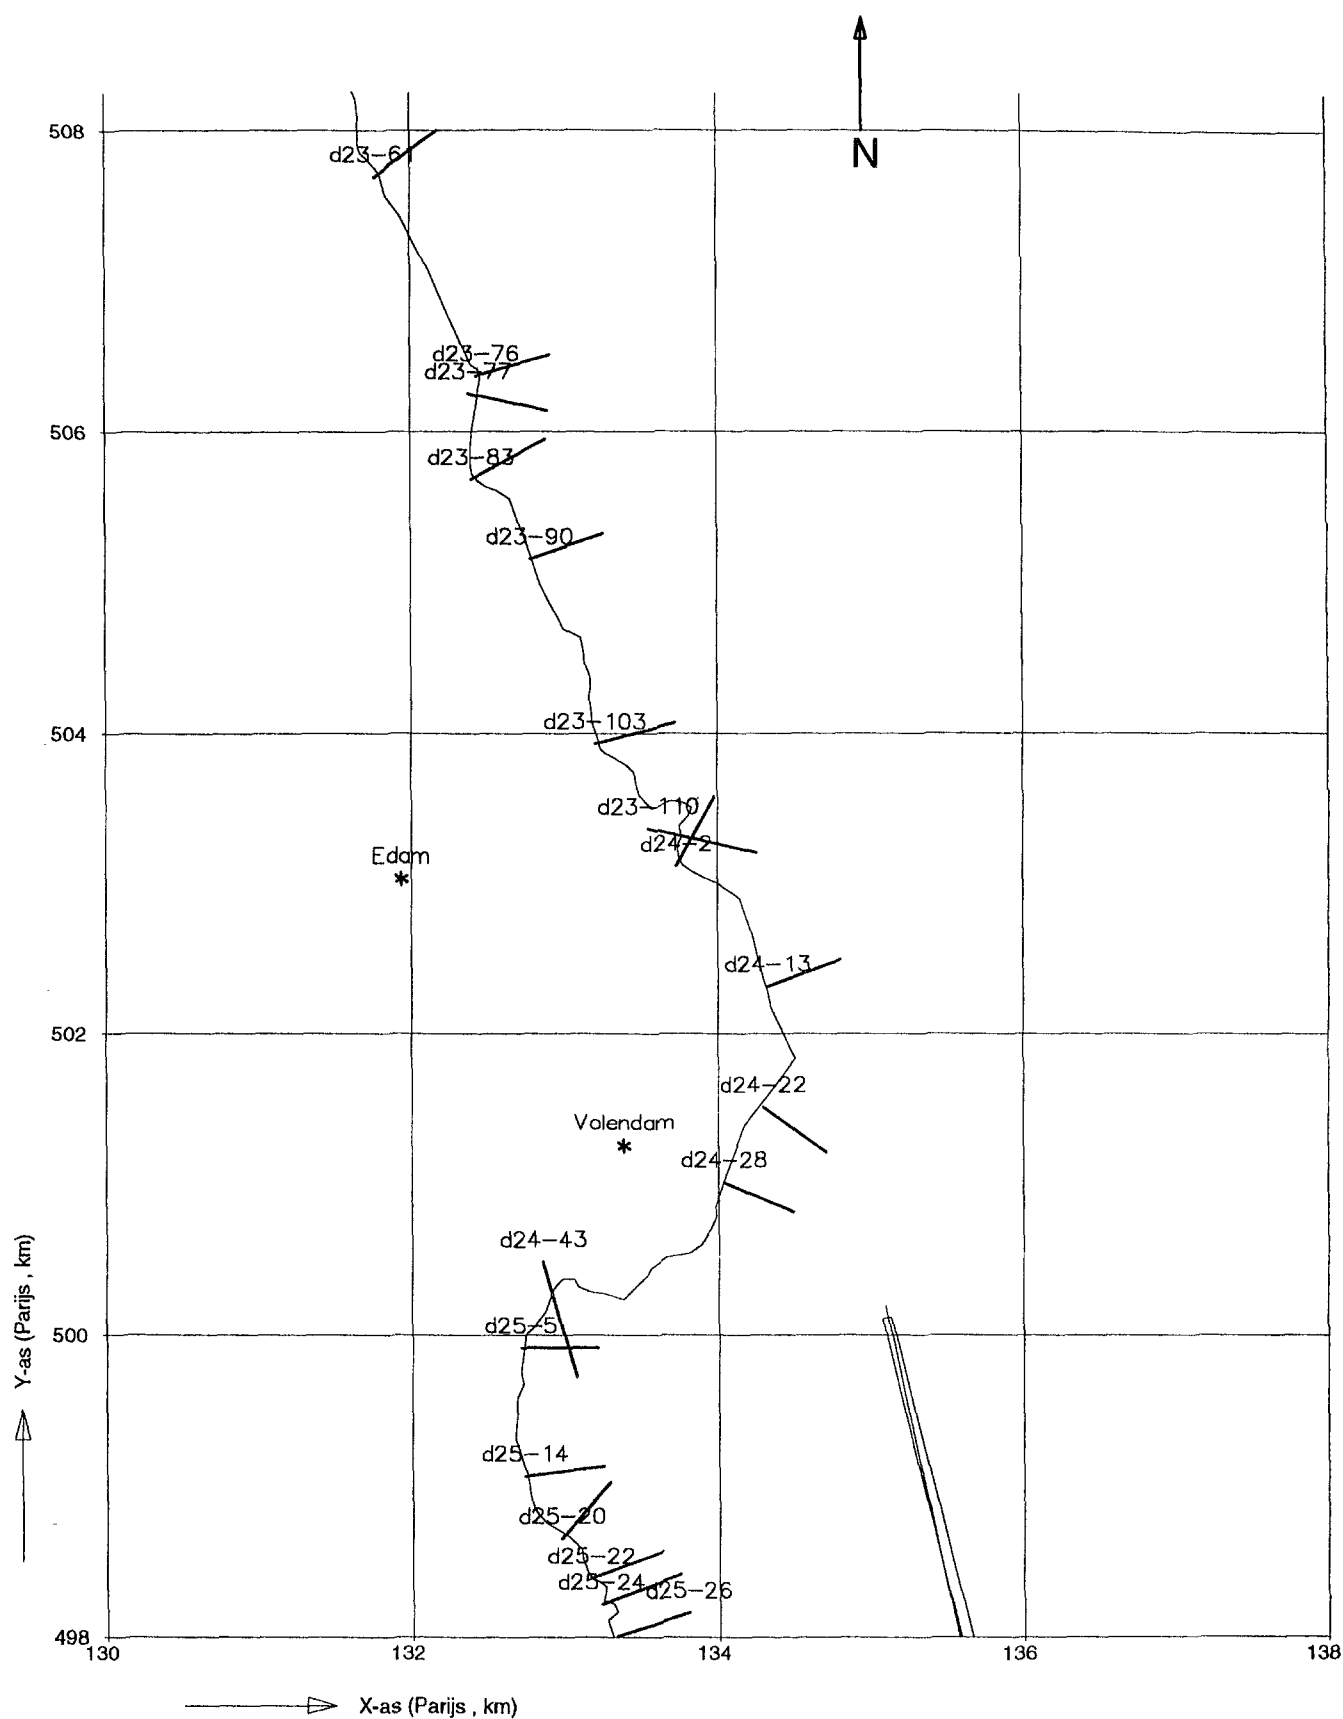 N
508
d23-61
d23-76
d23-77
506
d23-83
d23-90
504
d23-103
d23-110
d24-2
Edam
d24-13
502
d24-22
Volendam
d24-28
d24-43
500
d25-5
d25-14
d25-20
d25-22
d25-24
d25-26
498
130
132
134
136
138
X-as (Parijs , km)
Y-as (Parijs , km)